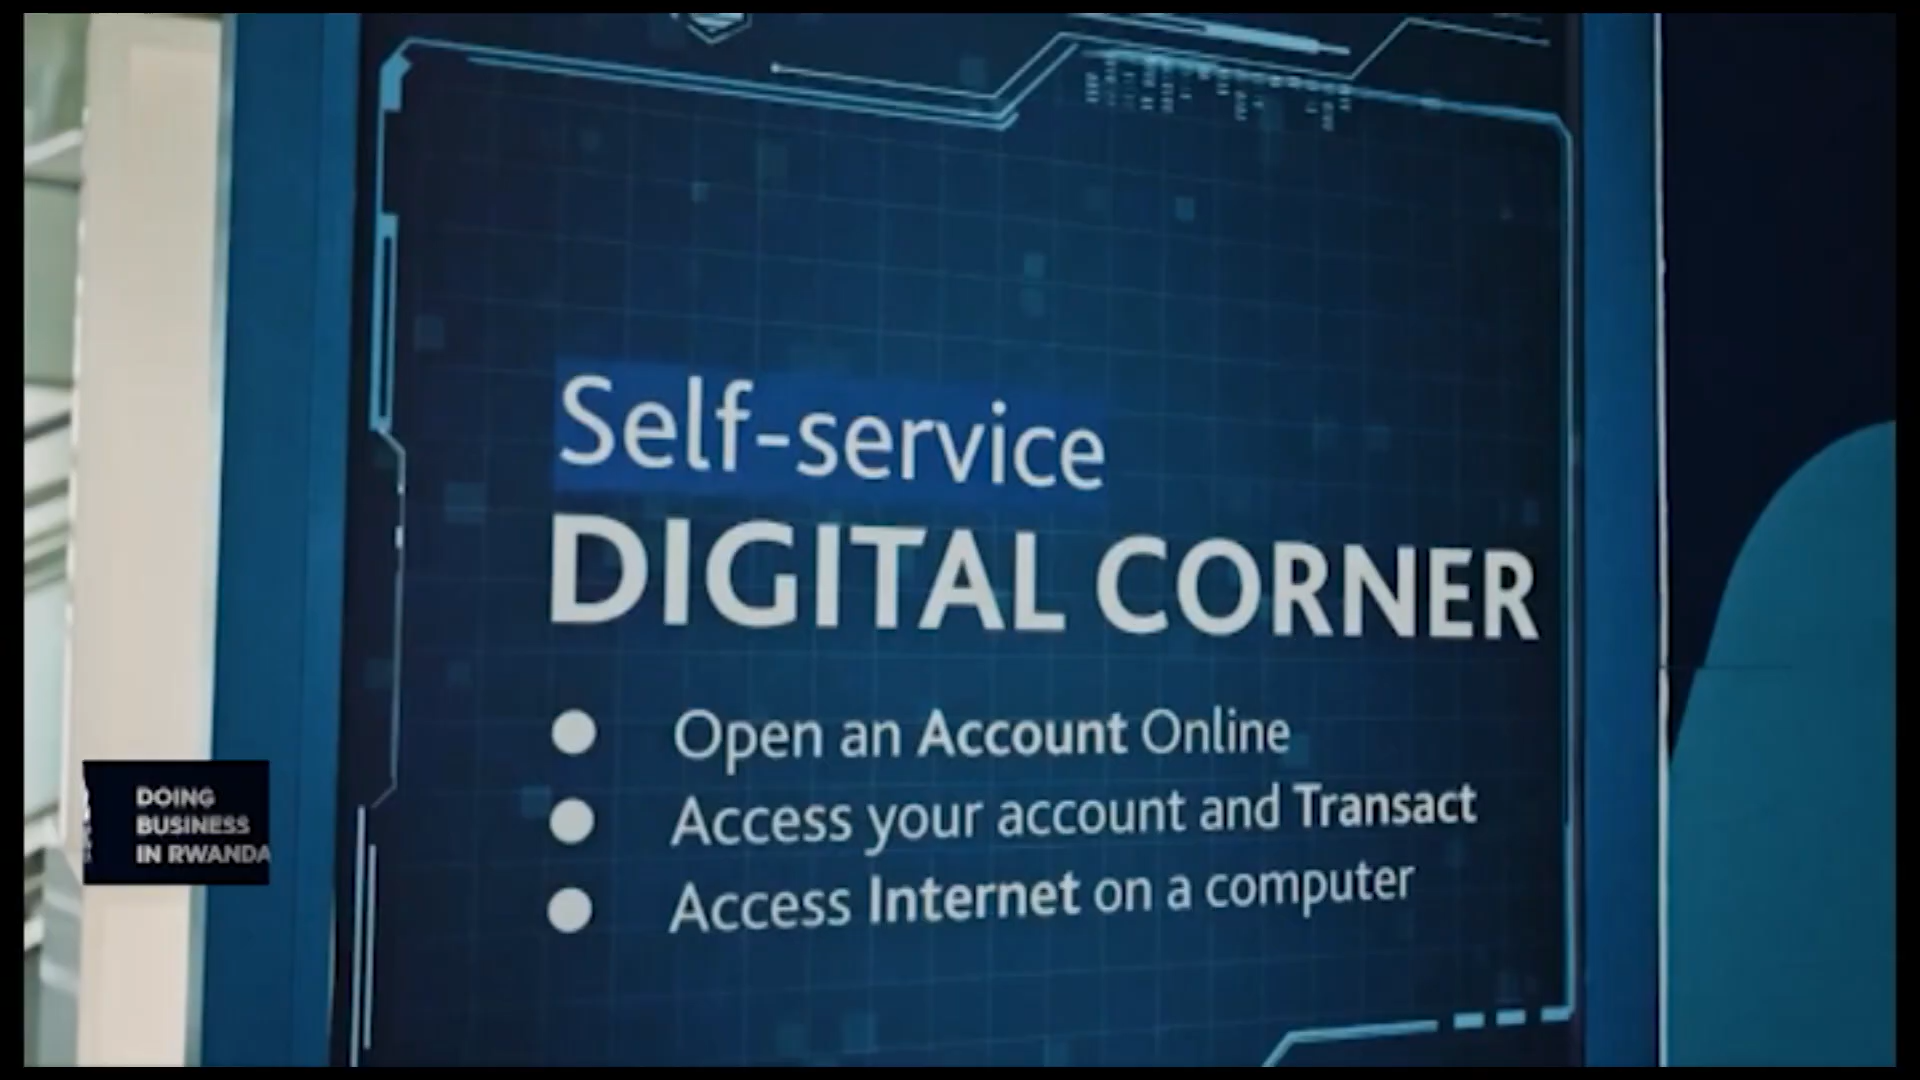 Self-service
DIGITAL CORNER
Open an Account Online
Access your account and Transact
Access Internet on a computer
DOING
BUSINESS
IN RWANDA